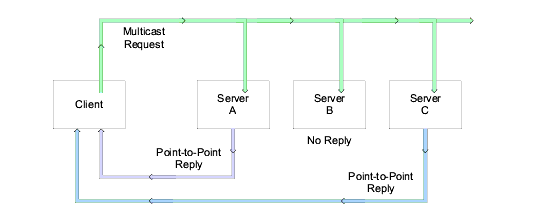 Multicast
Request
Client
Server
A
Server
B
Server
C
No Reply
Point-to-Point
Reply
Point-to-Point
Reply